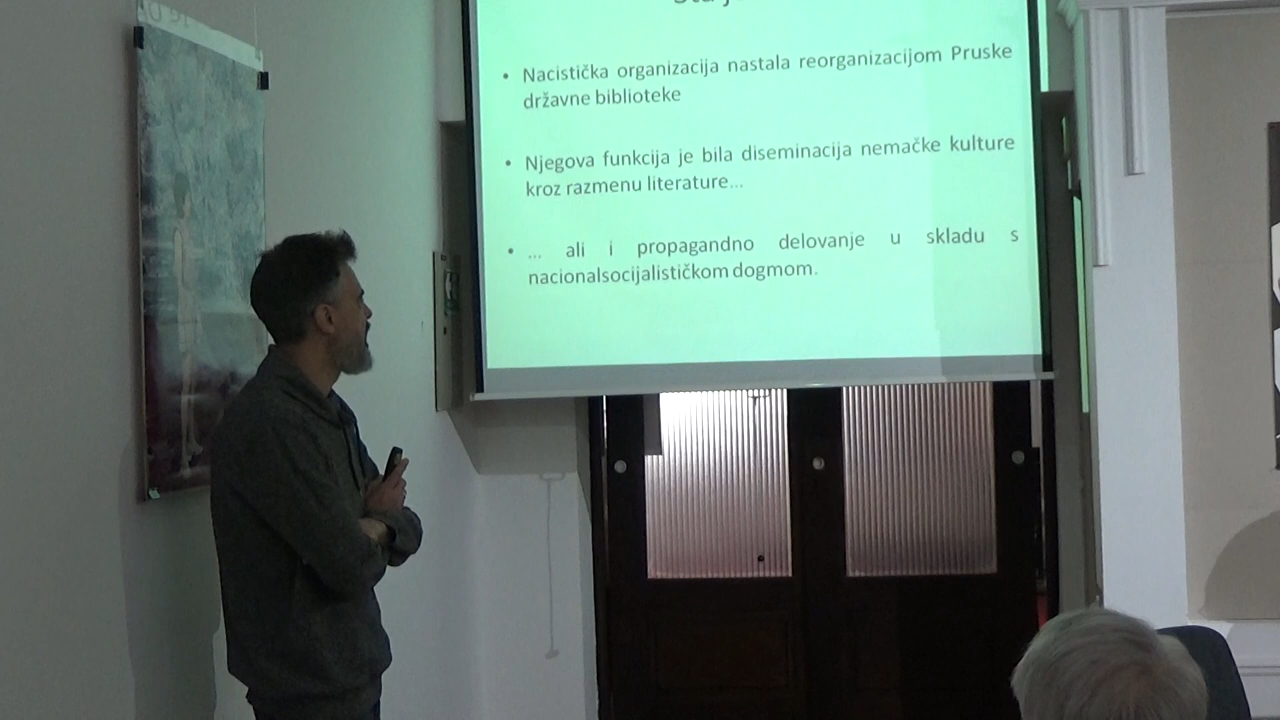 • Nacistička organizacija nastala reorganizacijom Pruske
državne biblioteke
• Njegova funkcija je bila diseminacija nemačke kulture
kroz razmenu literature...
• ... ali i propagandno delovanje u skladu s
nacionalsocijalističkom dogmom.